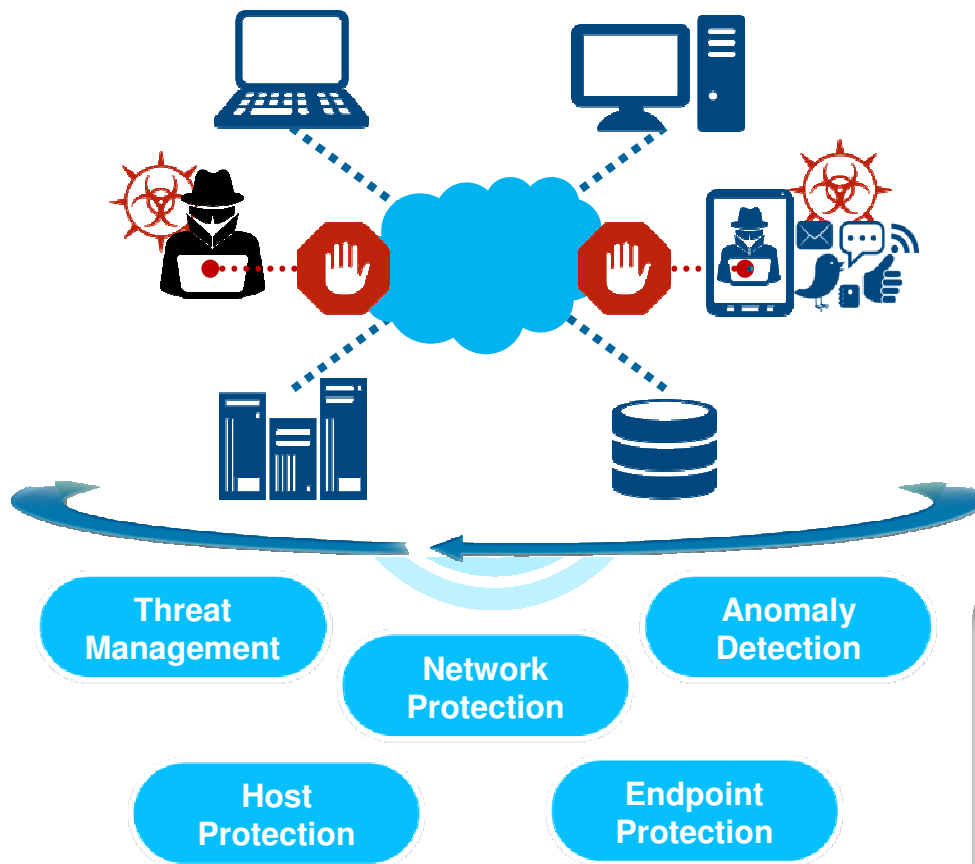 Threat
Management
Anomaly
Detection
Network
Protection
Host
Protection
Endpoint
Protection